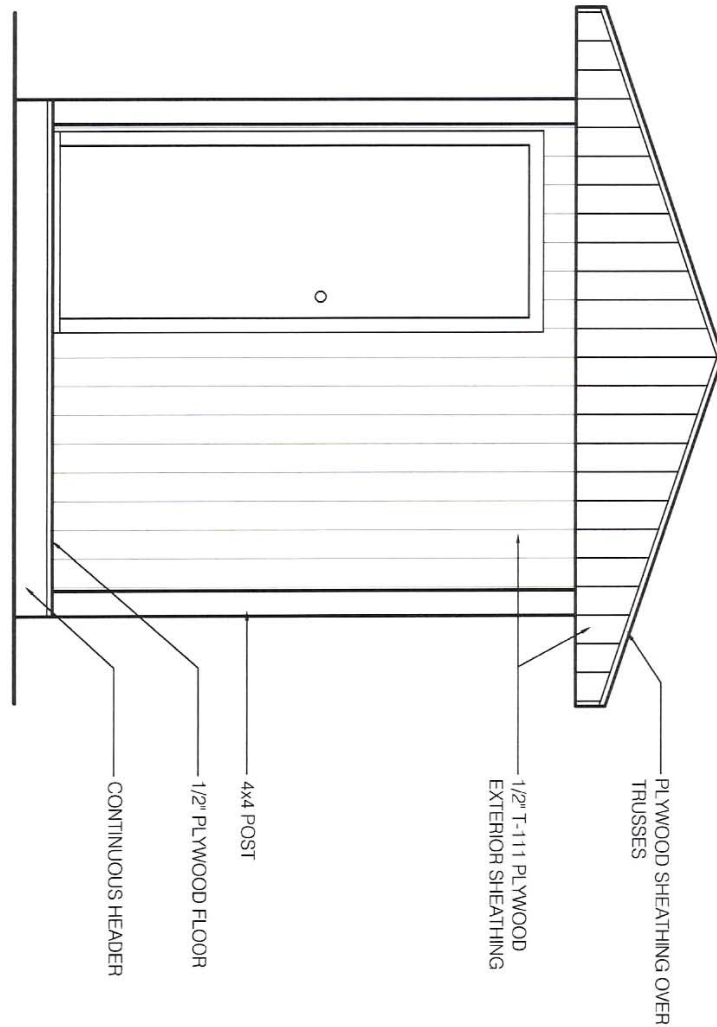 PLYWOOD SHEATHING OVER
TRUSSES
1/2" T-111 PLYWOOD
EXTERIOR SHEATHING
4x4 POST
1/2" PLYWOOD FLOOR
CONTINUOUS HEADER